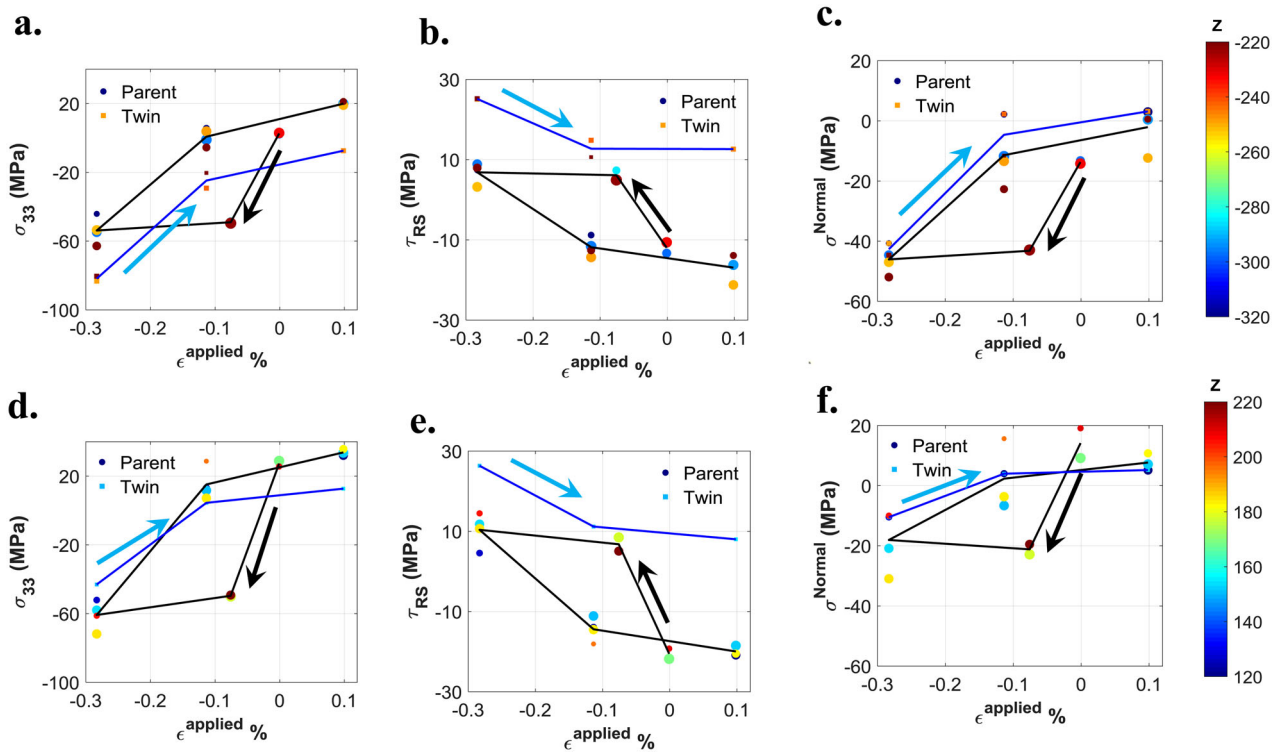 a.
σ33 (MPa)
20
-20
-60
-100
Parent
Twin
-0.3 -0.2 -0.1 0 0.1
ϵapplied %
b.
τRS (MPa)
30
10
-10
-30
Parent
Twin
-0.3 -0.2 -0.1 0 0.1
ϵapplied %
c.
σNormal (MPa)
20
0
-20
-40
-60
Parent
Twin
-0.3 -0.2 -0.1 0 0.1
ϵapplied %
z
-220
-240
-260
-280
-300
-320
d.
σ33 (MPa)
20
-20
-60
-100
Parent
Twin
-0.3 -0.2 -0.1 0 0.1
ϵapplied %
e.
τRS (MPa)
30
10
-10
-30
Parent
Twin
-0.3 -0.2 -0.1 0 0.1
ϵapplied %
f.
σNormal (MPa)
20
0
-20
-40
-60
Parent
Twin
-0.3 -0.2 -0.1 0 0.1
ϵapplied %
z
220
200
180
160
140
120